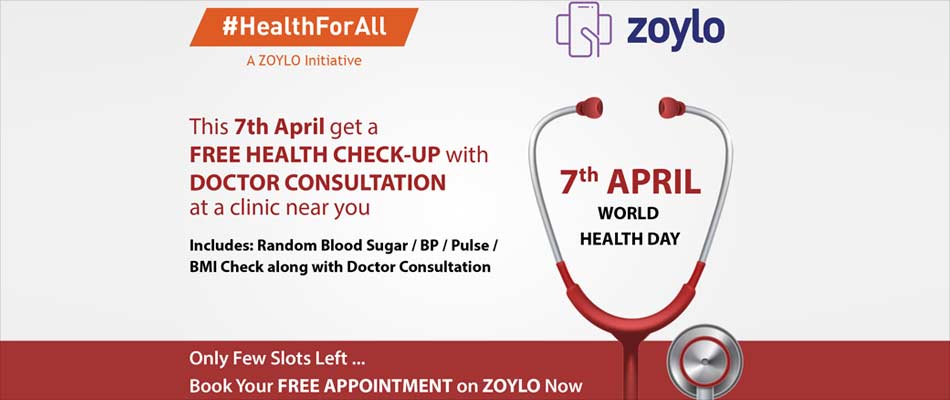 #HealthForAll
A ZOYLO Initiative
zoylo
This 7th April get a
FREE HEALTH CHECK-UP with
DOCTOR CONSULTATION
at a clinic near you
Includes: Random Blood Sugar / BP / Pulse /
BMI Check along with Doctor Consultation
7th APRIL
WORLD
HEALTH DAY
Only Few Slots Left ...
Book Your FREE APPOINTMENT on ZOYLO Now